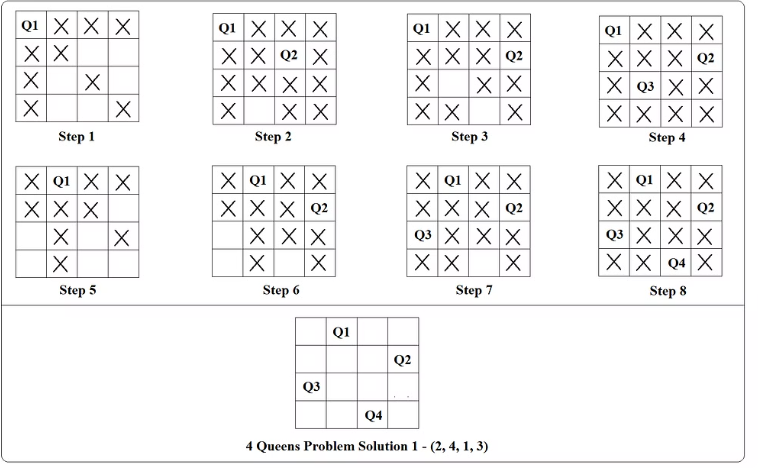 Q1 X X X
X X
X X
X X
Step 1
Q1 X X X
X X Q2 X
X X X X
X X X
Step 2
Q1 X X X
X X X Q2
X X X
X X X
Step 3
Q1 X X X
X X X Q2
X Q3 X X
X X X X
Step 4
X Q1 X X
X X X
X X
X
Step 5
X Q1 X X
X X X Q2
X X X
X X
Step 6
X Q1 X X
X X X Q2
Q3 X X X
X X X
Step 7
X Q1 X X
X X X Q2
Q3 X X X
X X Q4 X
Step 8
Q1
Q2
Q3
Q4
4 Queens Problem Solution 1 - (2, 4, 1, 3)